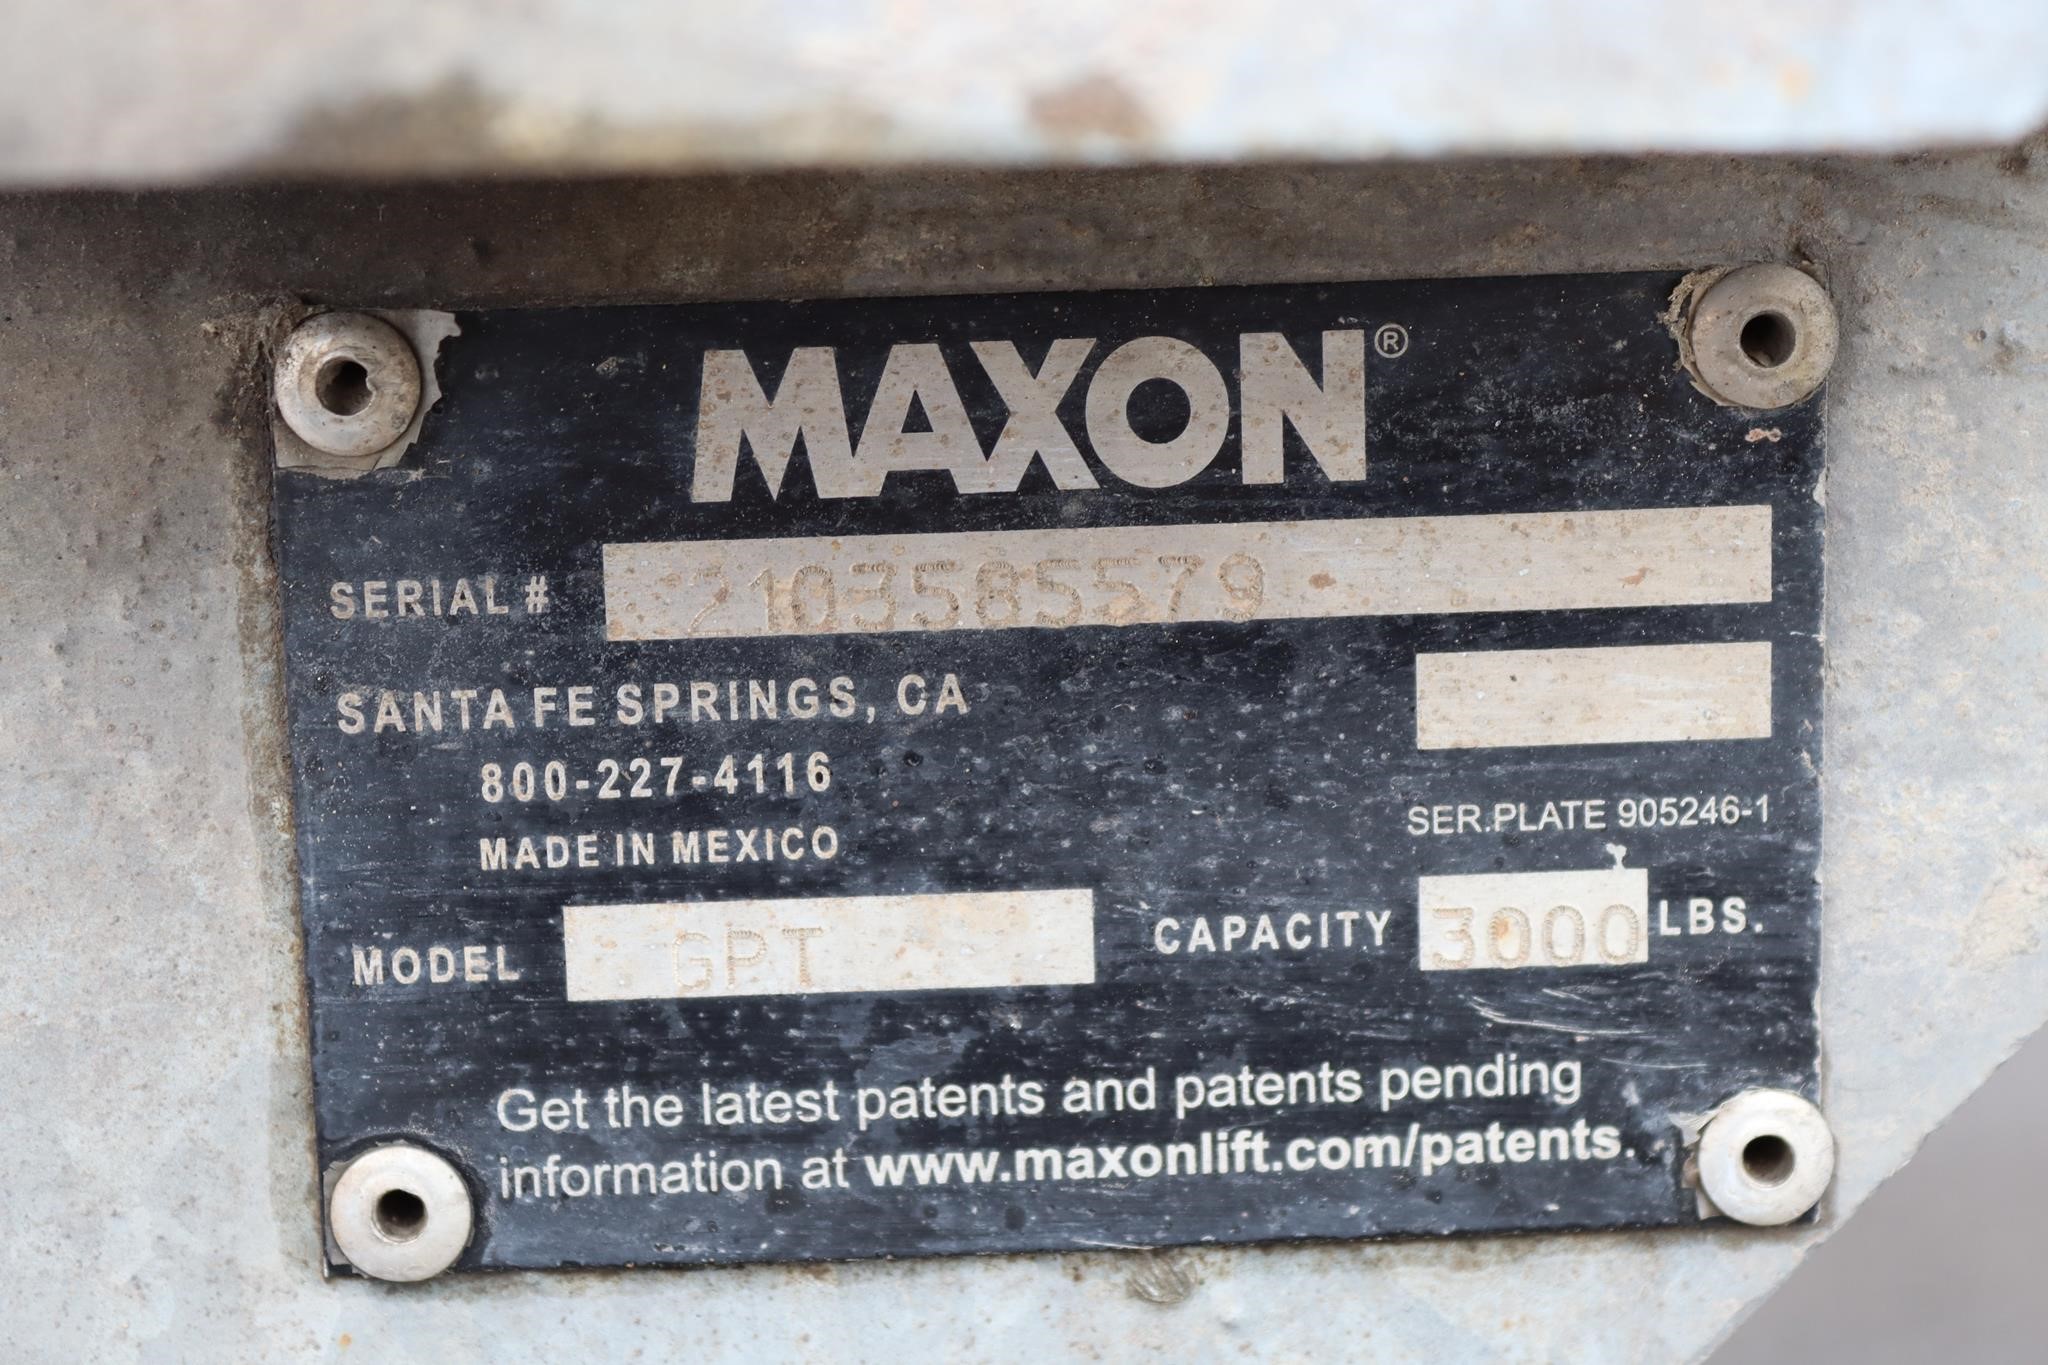 MAXON®
SERIAL # 2103585579
SANTA FE SPRINGS, CA
800-227-4116
MADE IN MEXICO
SER.PLATE 905246-1
MODEL GPT CAPACITY 3000 LBS.
Get the latest patents and patents pending
information at www.maxonlift.com/patents.